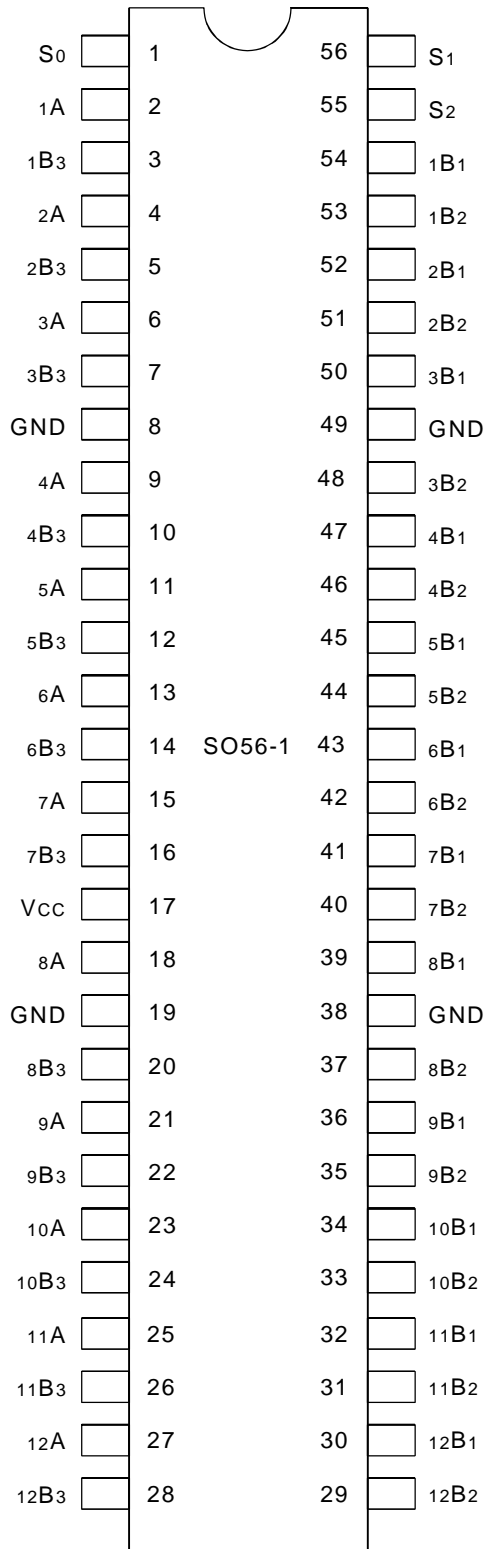 S0 1 56 S1
1A 2 55 S2
1B3 3 54 1B1
2A 4 53 1B2
2B3 5 52 2B1
3A 6 51 2B2
3B3 7 50 3B1
GND 8 49 GND
4A 9 48 3B2
4B3 10 47 4B1
5A 11 46 4B2
5B3 12 45 5B1
6A 13 44 5B2
6B3 14 SO56-1 43 6B1
7A 15 42 6B2
7B3 16 41 7B1
VCC 17 40 7B2
8A 18 39 8B1
GND 19 38 GND
8B3 20 37 8B2
9A 21 36 9B1
9B3 22 35 9B2
10A 23 34 10B1
10B3 24 33 10B2
11A 25 32 11B1
11B3 26 31 11B2
12A 27 30 12B1
12B3 28 29 12B2